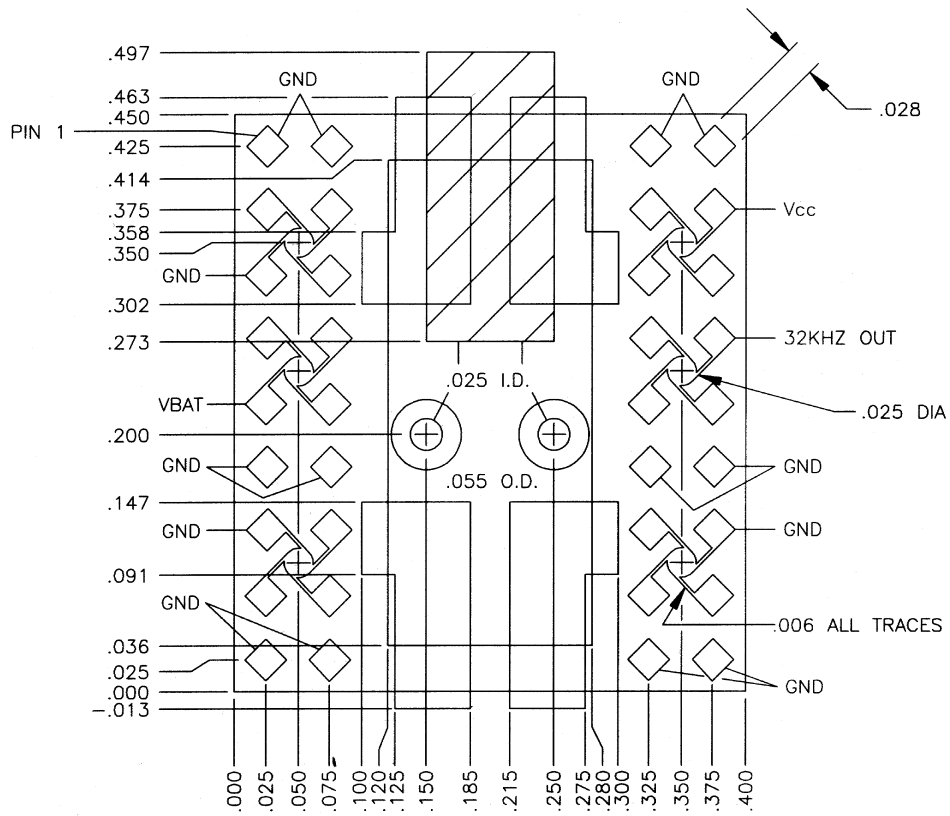 .497
GND
GND
.463
.450
.028
PIN 1
.425
.414
.375
Vcc
.358
.350
GND
.302
.273
32KHZ OUT
.025 I.D.
VBAT
.025 DIA
.200
GND
GND
.055 O.D.
.147
GND
GND
.091
GND
.006 ALL TRACES
.036
.025
GND
.000
-.013
.000
.025
.050
.075
.100
.120
.125
.150
.185
.215
.250
.275
.280
.300
.325
.350
.375
.400